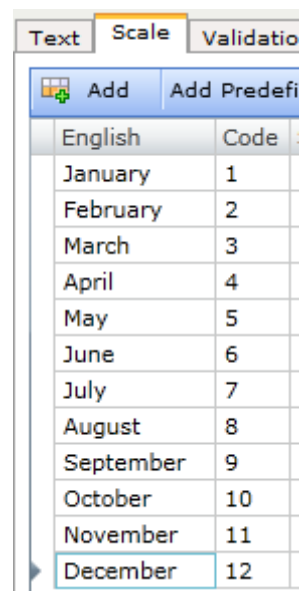 Text Scale Validatio
Add Add Predefi
English Code
January 1
February 2
March 3
April 4
May 5
June 6
July 7
August 8
September 9
October 10
November 11
December 12